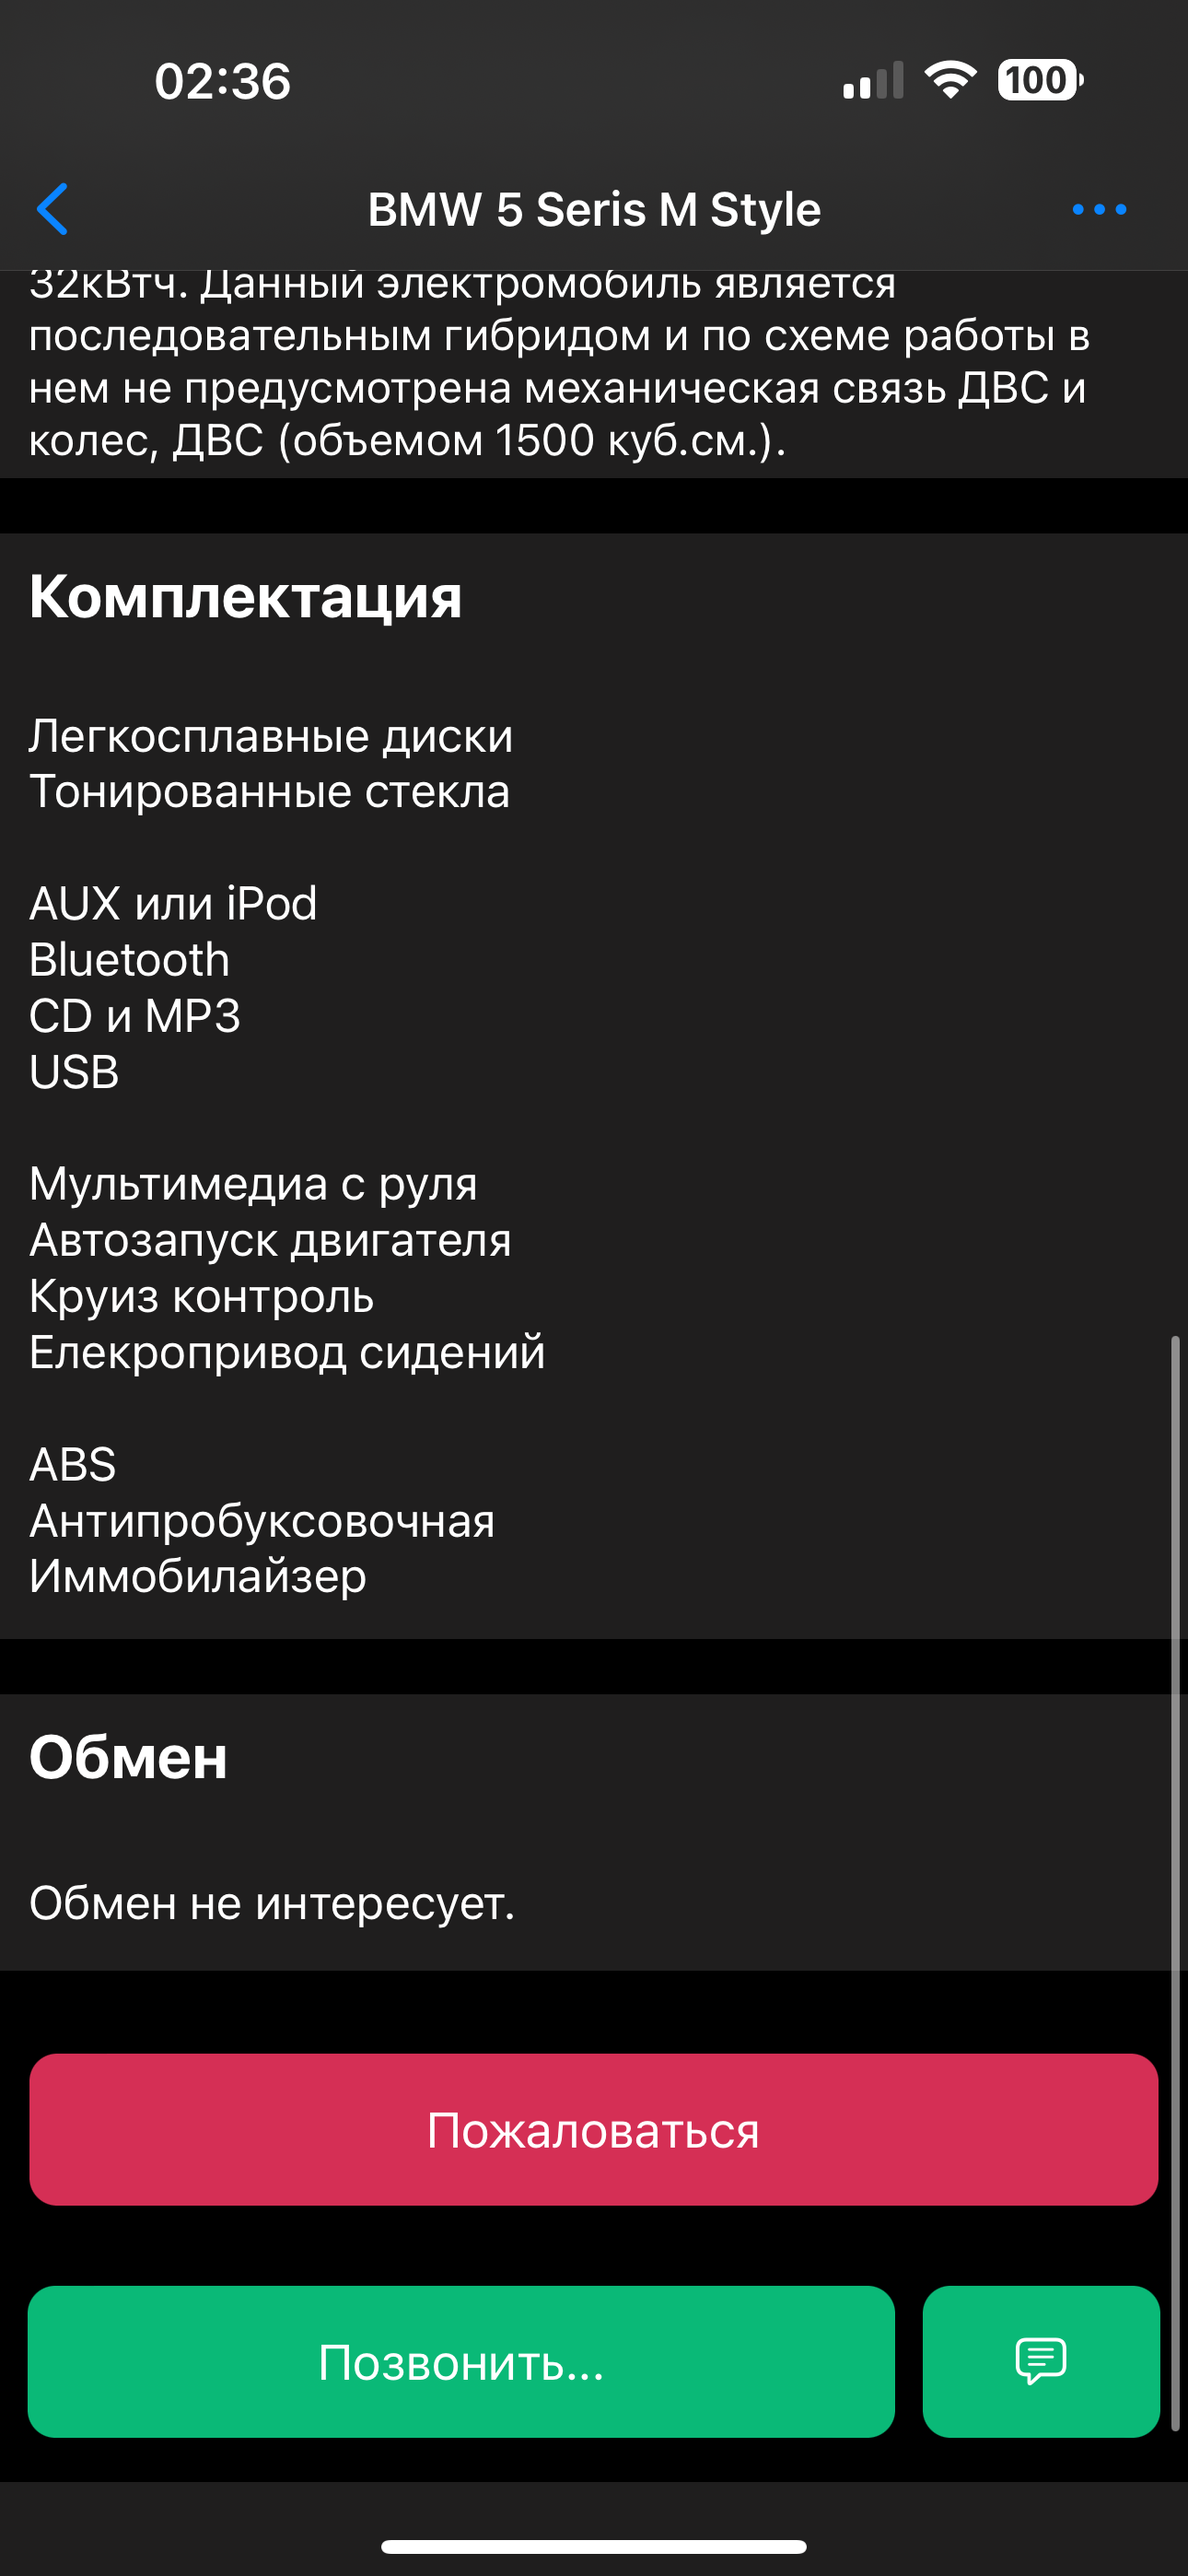 02:36
100
BMW 5 Seris M Style
32кВтч. Данный электромобиль является
последовательным гибридом и по схеме работы в
нем не предусмотрена механическая связь ДВС и
колес, ДВС (объемом 1500 куб.см.).
Комплектация
Легкосплавные диски
Тонированные стекла
AUX или iPod
Bluetooth
CD и MP3
USB
Мультимедиа с руля
Автозапуск двигателя
Круиз контроль
Елекропривод сидений
ABS
Антипробуксовочная
Иммобилайзер
Обмен
Обмен не интересует.
Пожаловаться
Позвонить...